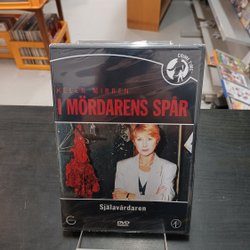 HELEN MIRREN
I MÖRDARENS SPÅR
Själavårdaren
DVD